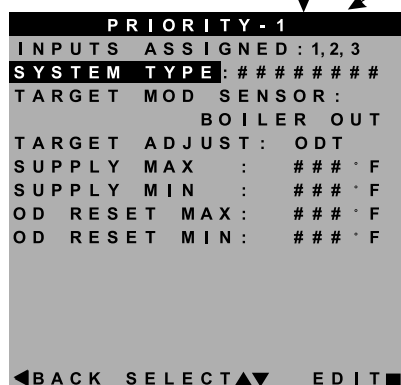 PRIORITY-1
INPUTS ASSIGNED:1,2,3
SYSTEM TYPE:########
TARGET MOD SENSOR:
BOILER OUT
TARGET ADJUST: ODT
SUPPLY MAX : ###°F
SUPPLY MIN : ###°F
OD RESET MAX: ###°F
OD RESET MIN: ###°F
◀BACK SELECT▲▼ EDIT■